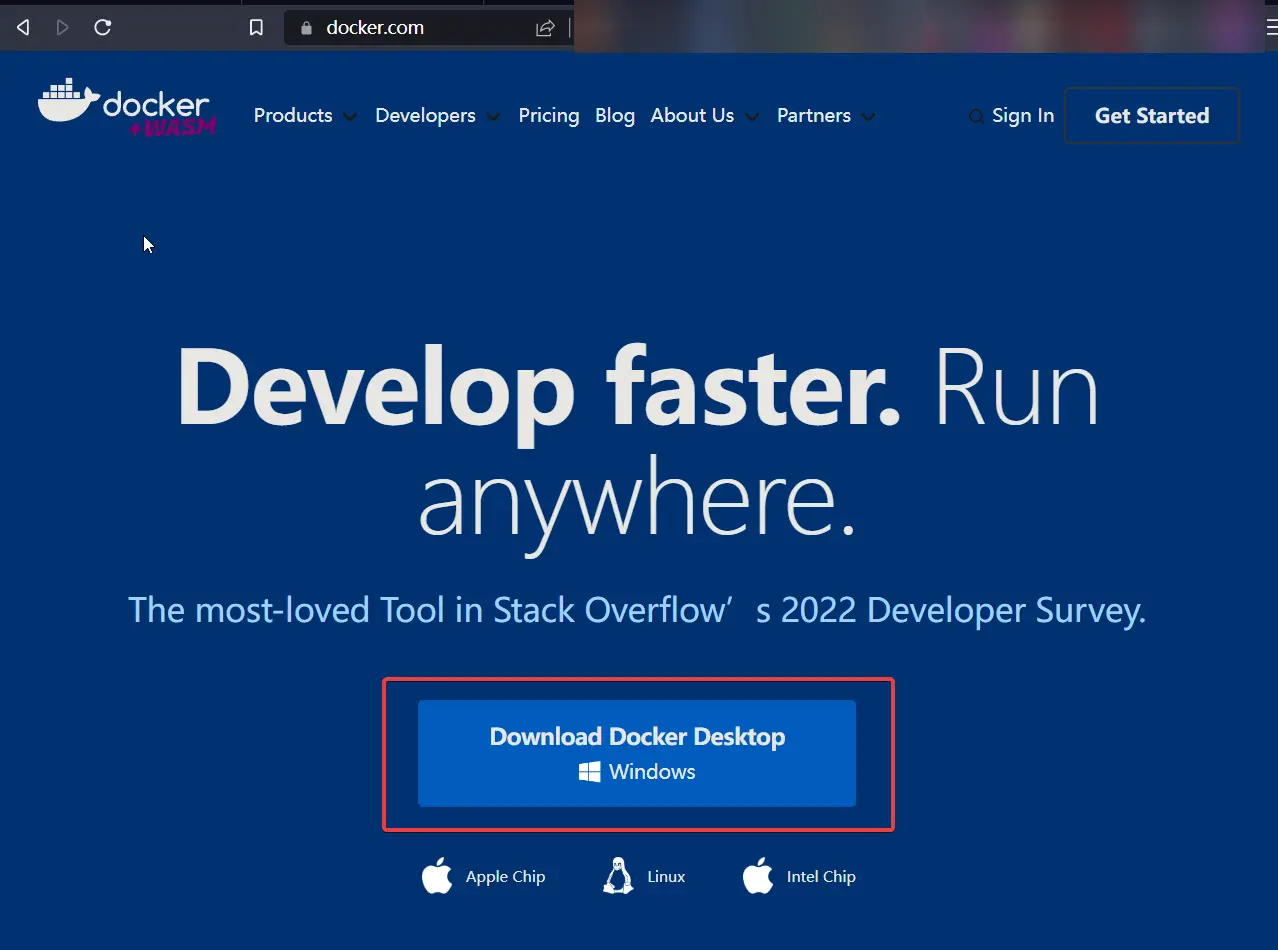 docker.com
docker
+WASM
Products Developers Pricing Blog About Us Partners Sign In Get Started
Develop faster. Run
anywhere.
The most-loved Tool in Stack Overflow’s 2022 Developer Survey.
Download Docker Desktop
Windows
Apple Chip Linux Intel Chip